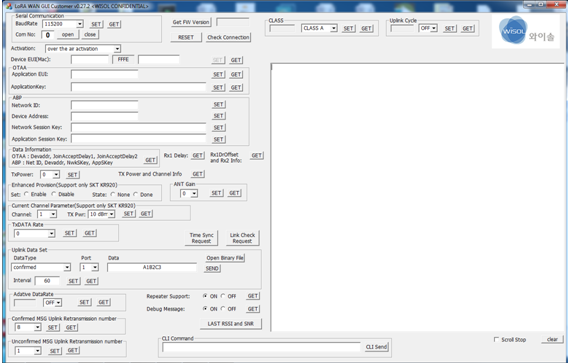 LoRA WAN GUI Customer v0.27.2 <WISOL CONFIDENTIAL>
Serial Communication
BaudRate 115200 SET GET
Com No: 0 open close
Get FW Version
RESET Check Connection
CLASS
CLASS A SET GET
Uplink Cycle
OFF SET GET
WISOL 와이솔
Activation: over the air activation
Device EUI(Mac): FFFE SET GET
OTAA
Application EUI: SET GET
ApplicationKey: SET GET
ABP
Network ID: SET
Device Address: SET
Network Session Key: SET
Application Session Key: SET
Data Information
OTAA : Devaddr, JoinAcceptDelay1, JoinAcceptDelay2
ABP : Net ID, Devaddr, NwkSKey, AppSKey
GET
Rx1 Delay: GET
Rx1DrOffset
and Rx2 Info: GET
TxPower: 0 SET GET
TX Power and Channel Info GET
Enhanced Provision(Support only SKT KR920)
Set: Enable Disable State: None Done
ANT Gain
0 SET GET
Current Channel Parameter(Support only SKT KR920)
Channel: 1 TX Pwr: 10 dBm SET GET
TxDATA Rate
0 SET GET
Time Sync
Request
Link Check
Request
Uplink Data Set
DataType Port Data Open Binary File
confirmed 1 A1B2C3 SEND
Interval 60 SET GET
Adative DataRate
OFF SET GET
Repeater Support: ON OFF GET
Debug Message: ON OFF GET
Confirmed MSG Uplink Retransmission number
8 SET GET
LAST RSSI and SNR
Unconfirmed MSG Uplink Retransmission number
1 SET GET
CLI Command
CLI Send
Scroll Stop clear